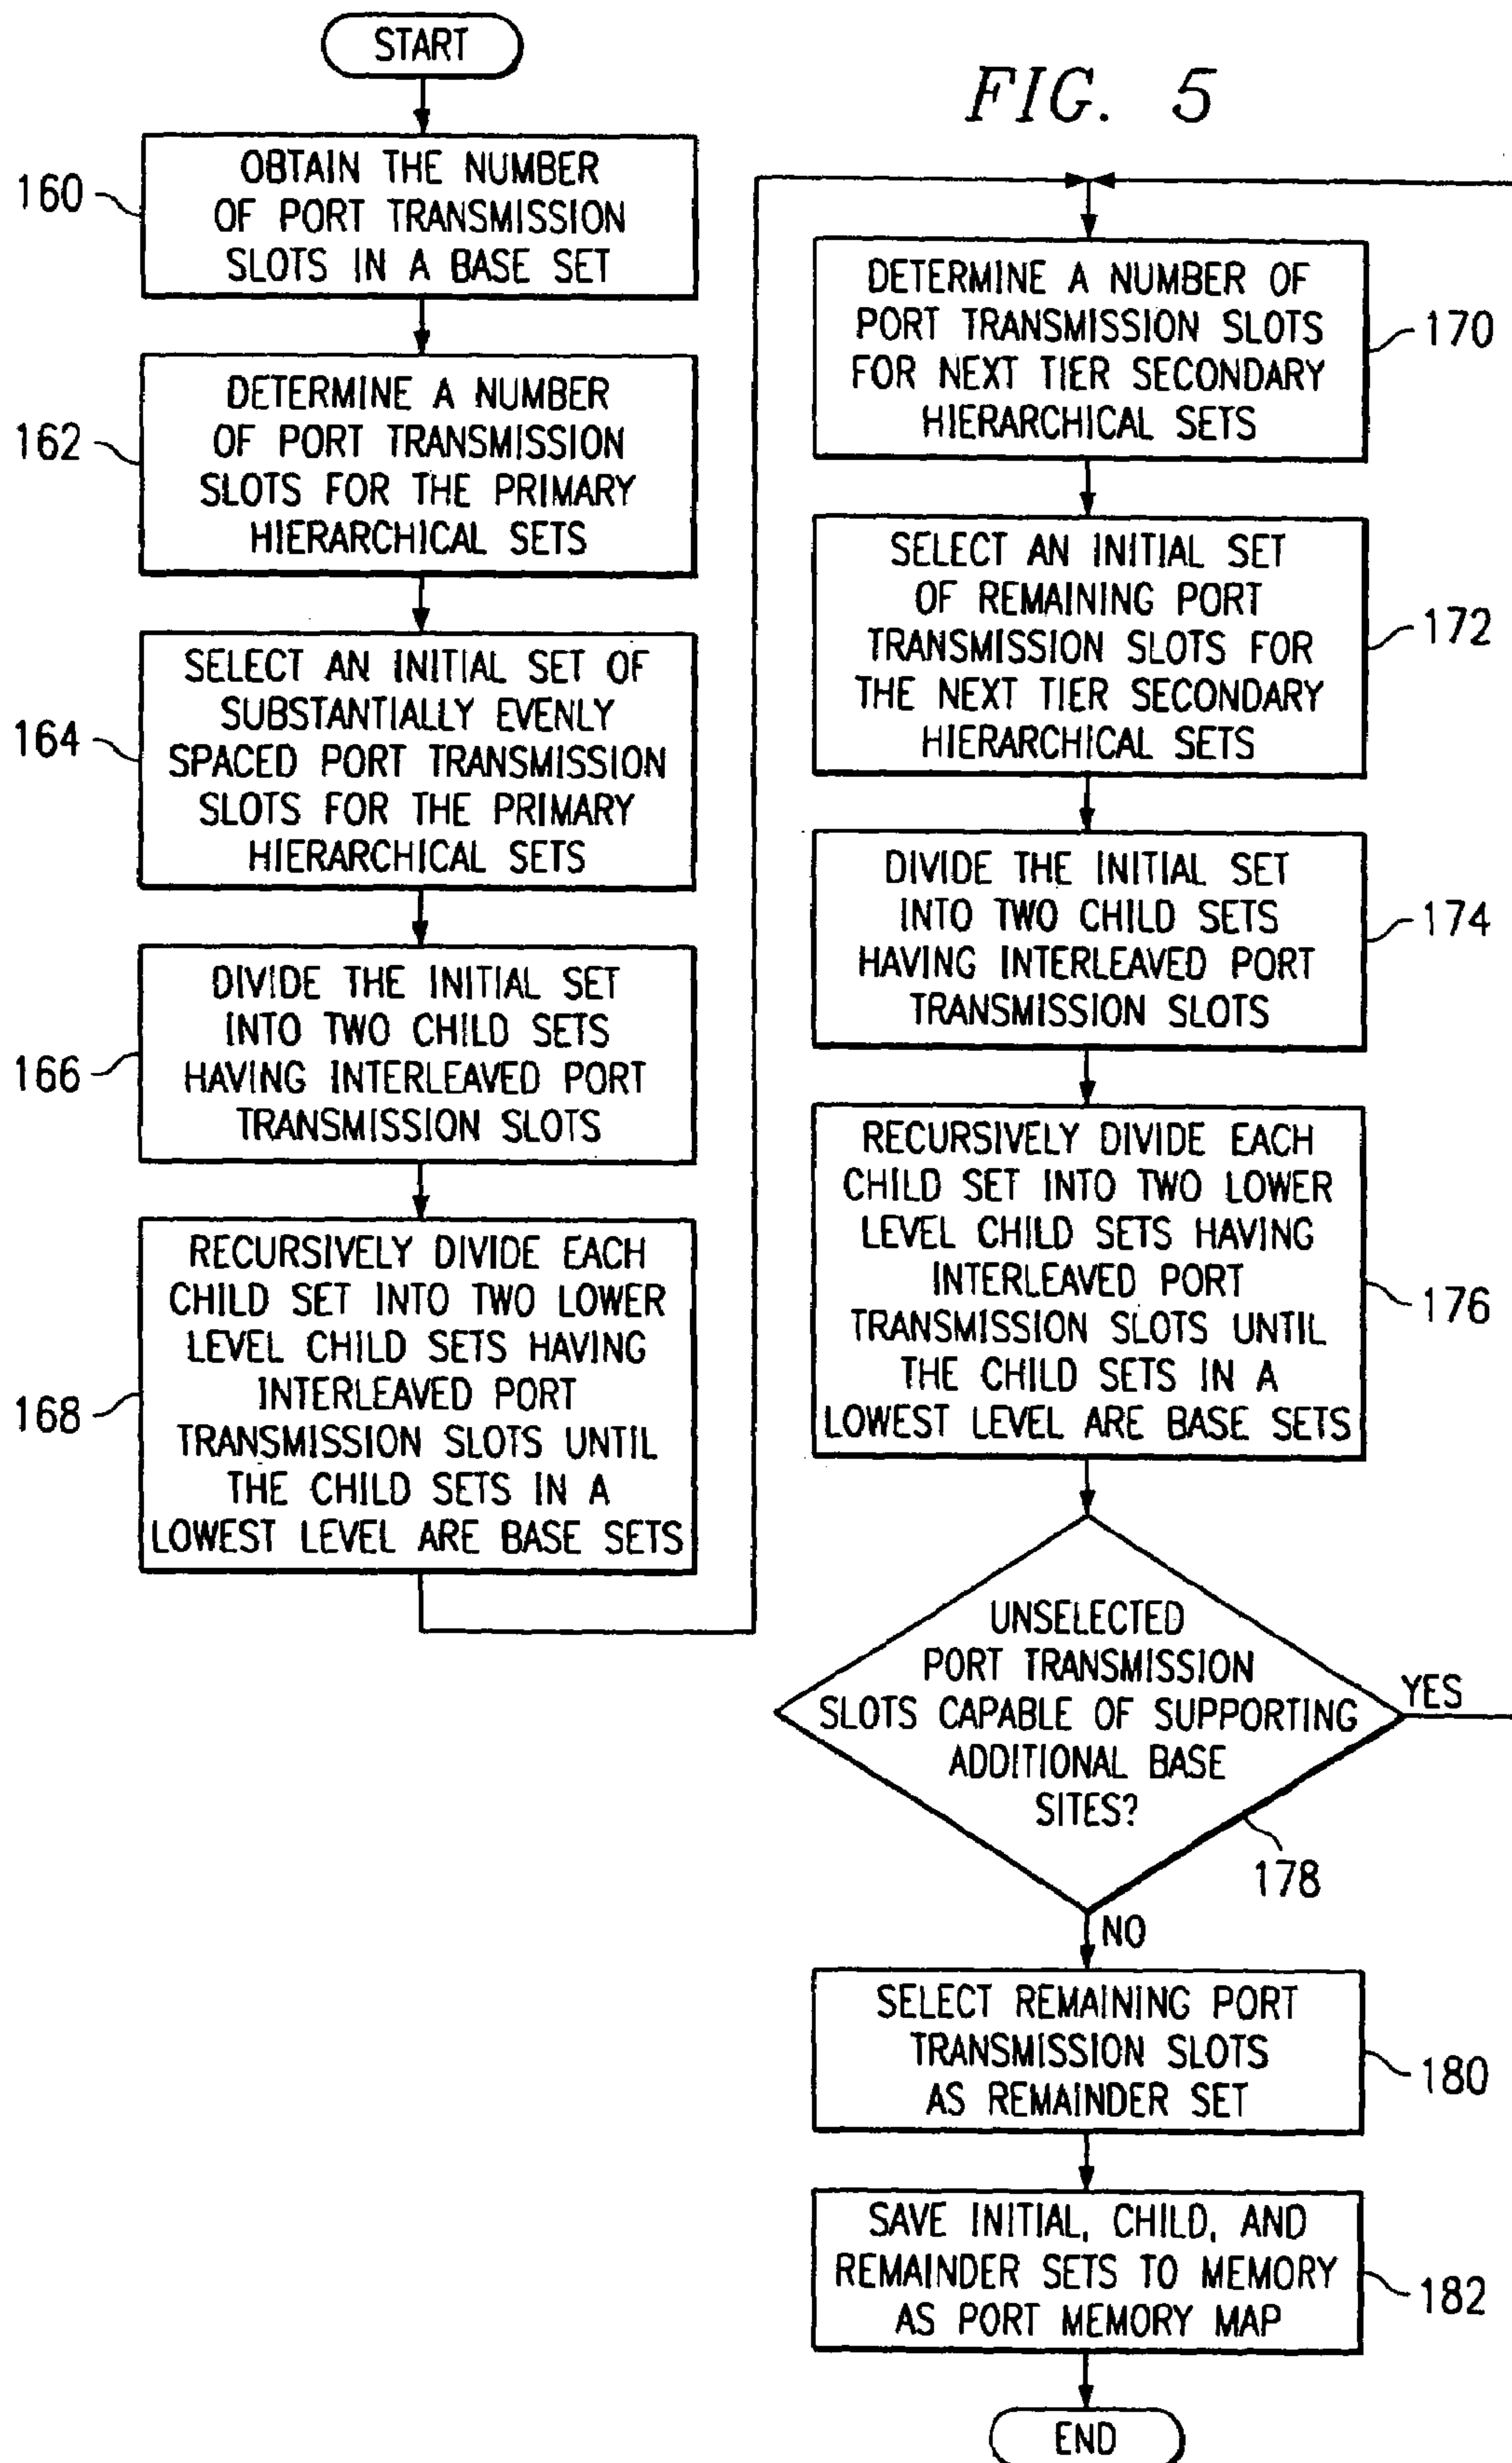 START
FIG. 5
160
OBTAIN THE NUMBER
OF PORT TRANSMISSION
SLOTS IN A BASE SET
162
DETERMINE A NUMBER
OF PORT TRANSMISSION
SLOTS FOR THE PRIMARY
HIERARCHICAL SETS
164
SELECT AN INITIAL SET OF
SUBSTANTIALLY EVENLY
SPACED PORT TRANSMISSION
SLOTS FOR THE PRIMARY
HIERARCHICAL SETS
166
DIVIDE THE INITIAL SET
INTO TWO CHILD SETS
HAVING INTERLEAVED PORT
TRANSMISSION SLOTS
168
RECURSIVELY DIVIDE EACH
CHILD SET INTO TWO LOWER
LEVEL CHILD SETS HAVING
INTERLEAVED PORT
TRANSMISSION SLOTS UNTIL
THE CHILD SETS IN A
LOWEST LEVEL ARE BASE SETS
DETERMINE A NUMBER OF
PORT TRANSMISSION SLOTS
FOR NEXT TIER SECONDARY
HIERARCHICAL SETS
170
SELECT AN INITIAL SET
OF REMAINING PORT
TRANSMISSION SLOTS FOR
THE NEXT TIER SECONDARY
HIERARCHICAL SETS
172
DIVIDE THE INITIAL SET
INTO TWO CHILD SETS
HAVING INTERLEAVED PORT
TRANSMISSION SLOTS
174
RECURSIVELY DIVIDE EACH
CHILD SET INTO TWO LOWER
LEVEL CHILD SETS HAVING
INTERLEAVED PORT
TRANSMISSION SLOTS UNTIL
THE CHILD SETS IN A
LOWEST LEVEL ARE BASE SETS
176
UNSELECTED
PORT TRANSMISSION
SLOTS CAPABLE OF SUPPORTING
ADDITIONAL BASE
SITES?
YES
178
NO
SELECT REMAINING PORT
TRANSMISSION SLOTS
AS REMAINDER SET
180
SAVE INITIAL, CHILD, AND
REMAINDER SETS TO MEMORY
AS PORT MEMORY MAP
182
END